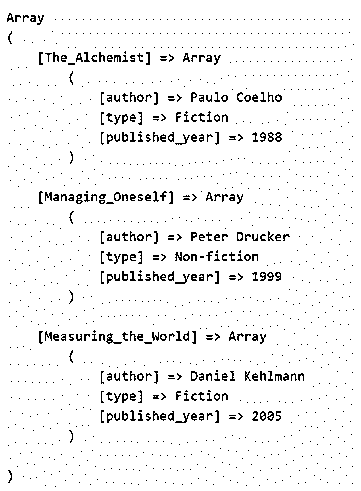 Array
(
    [The_Alchemist] => Array
        (
            [author] => Paulo Coelho
            [type] => Fiction
            [published_year] => 1988
        )

    [Managing_Oneself] => Array
        (
            [author] => Peter Drucker
            [type] => Non-fiction
            [published_year] => 1999
        )

    [Measuring_the_World] => Array
        (
            [author] => Daniel Kehlmann
            [type] => Fiction
            [published_year] => 2005
        )

)